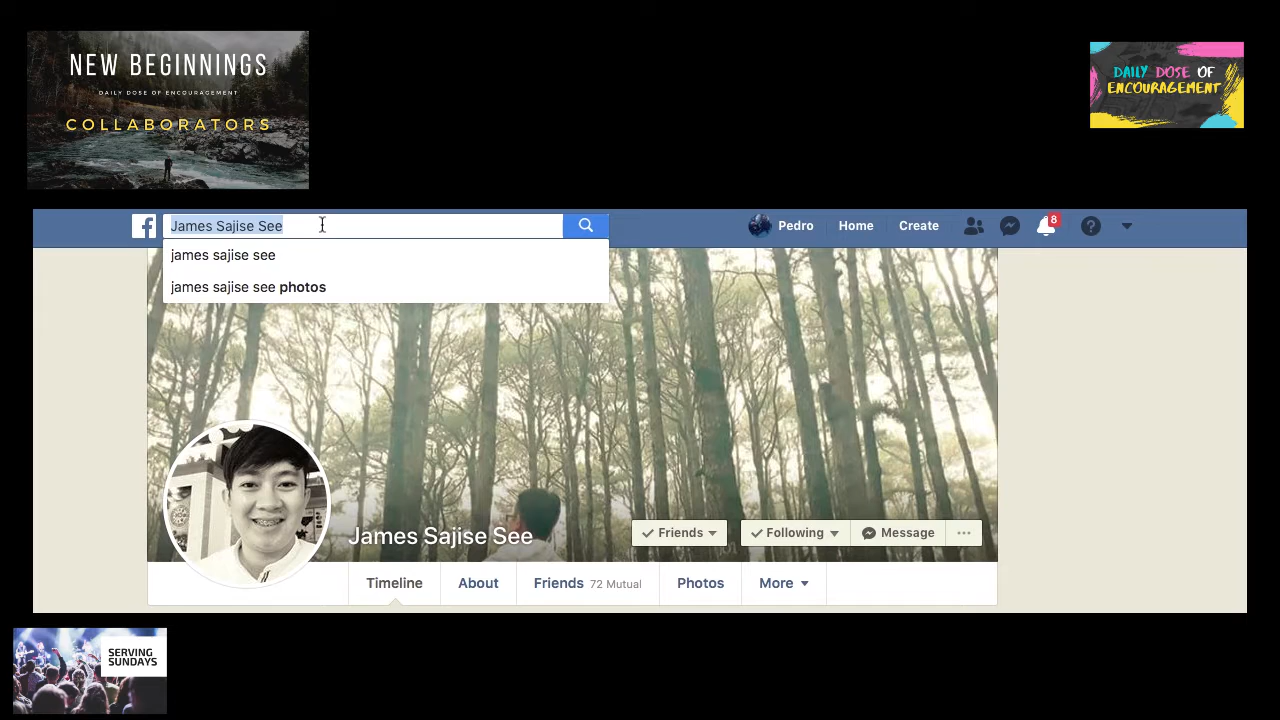 NEW BEGINNINGS
DAILY DOSE OF ENCOURAGEMENT
COLLABORATORS
DAILY DOSE OF
ENCOURAGEMENT
James Sajise See
Pedro
Home
Create
8
james sajise see
james sajise see photos
James Sajise See
Friends
Following
Message
Timeline
About
Friends 72 Mutual
Photos
More
SERVING
SUNDAYS